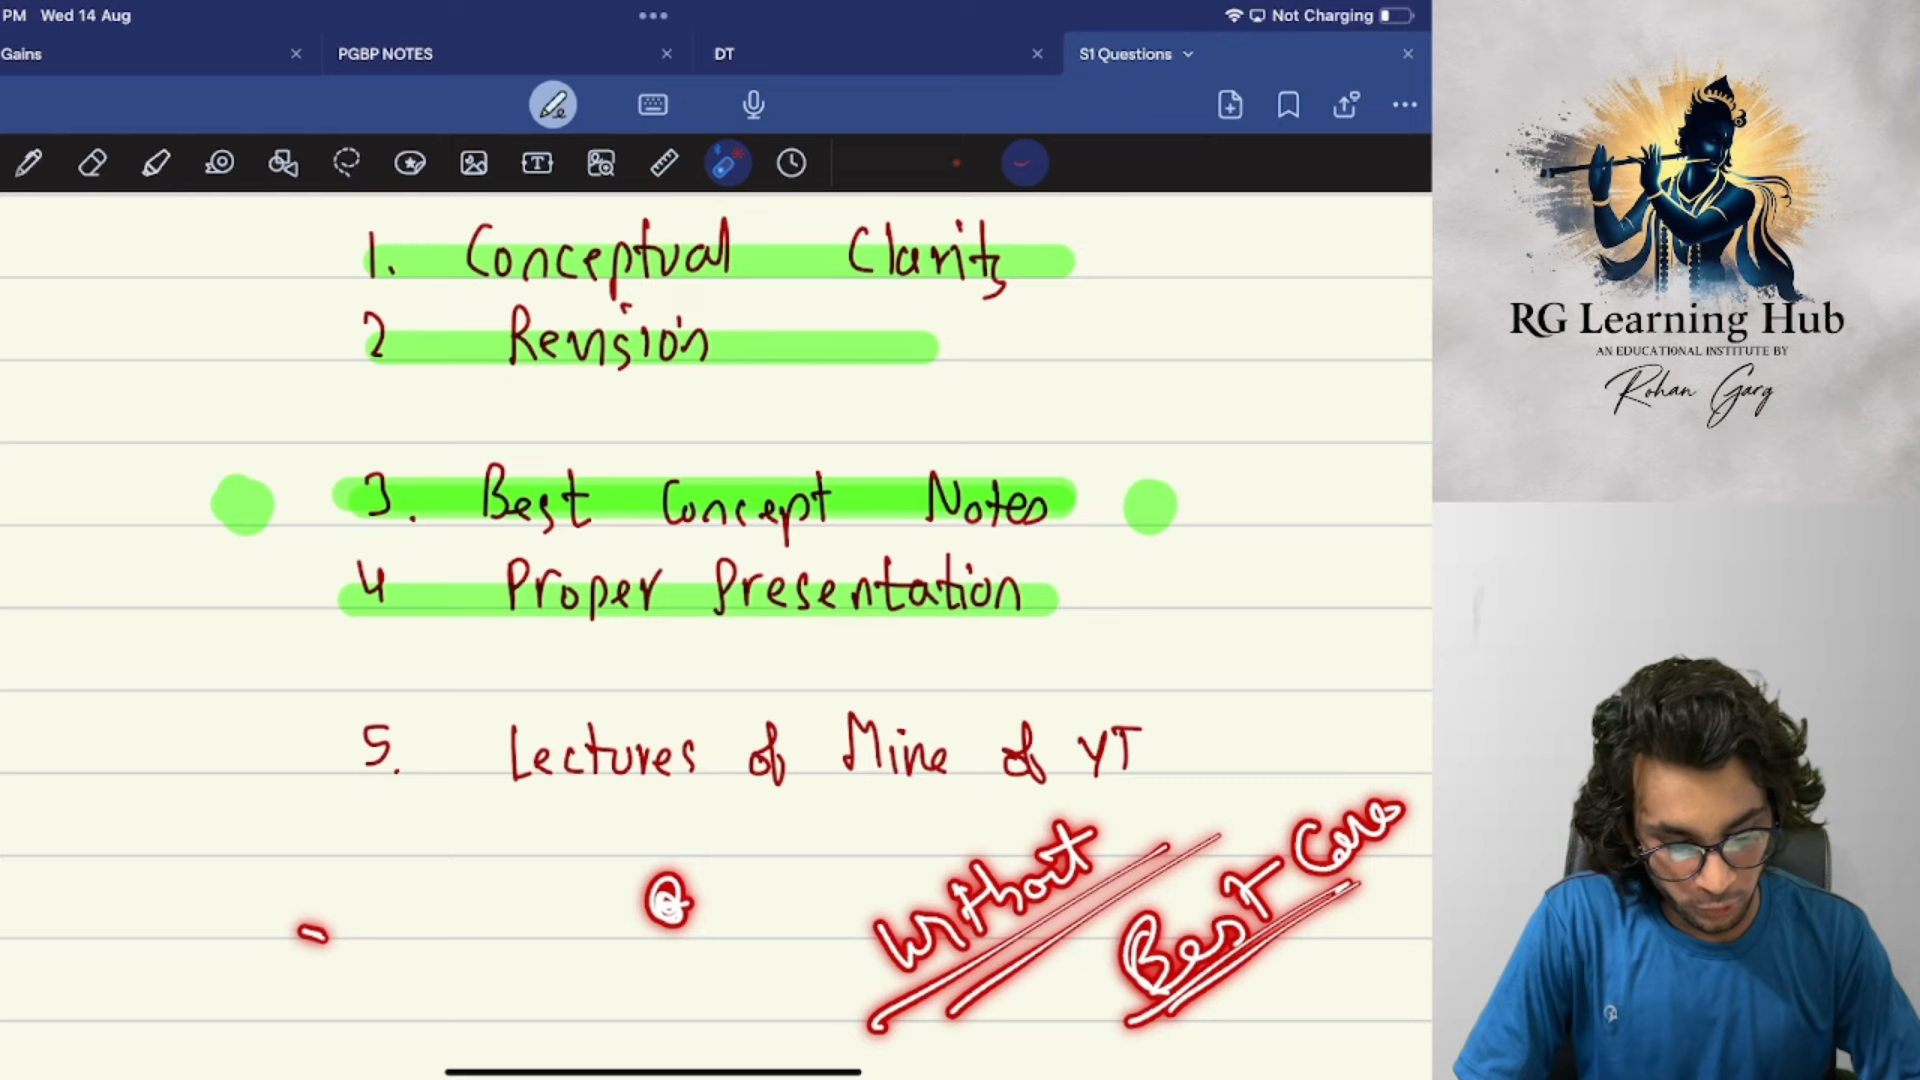 PM Wed 14 Aug
Not Charging
Gains
PGBP NOTES
DT
S1 Questions
1. Conceptual Clarity
2 Revision
3. Best Concept Notes
4 Proper Presentation
5. Lectures of Mine of YT
Without
Best
RG Learning Hub
AN EDUCATIONAL INSTITUTE BY
Rohan Garg